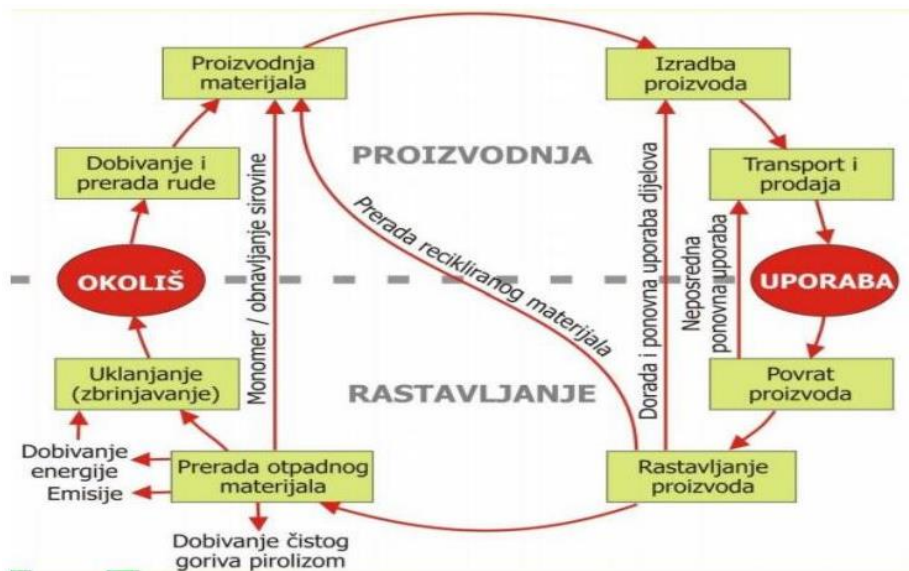 Proizvodnja
materijala
Izradba
proizvoda
PROIZVODNJA
Dobivanje i
prerada rude
Transport i
prodaja
Monomer / obnavljanje sirovine
Prerada recikliranog materijala
Dorada i ponovna uporaba dijelova
Neposredna
ponovna uporaba
OKOLIŠ
UPORABA
Uklanjanje
(zbrinjavanje)
RASTAVLJANJE
Povrat
proizvoda
Dobivanje
energije
Emisije
Prerada otpadnog
materijala
Rastavljanje
proizvoda
Dobivanje čistog
goriva pirolizom